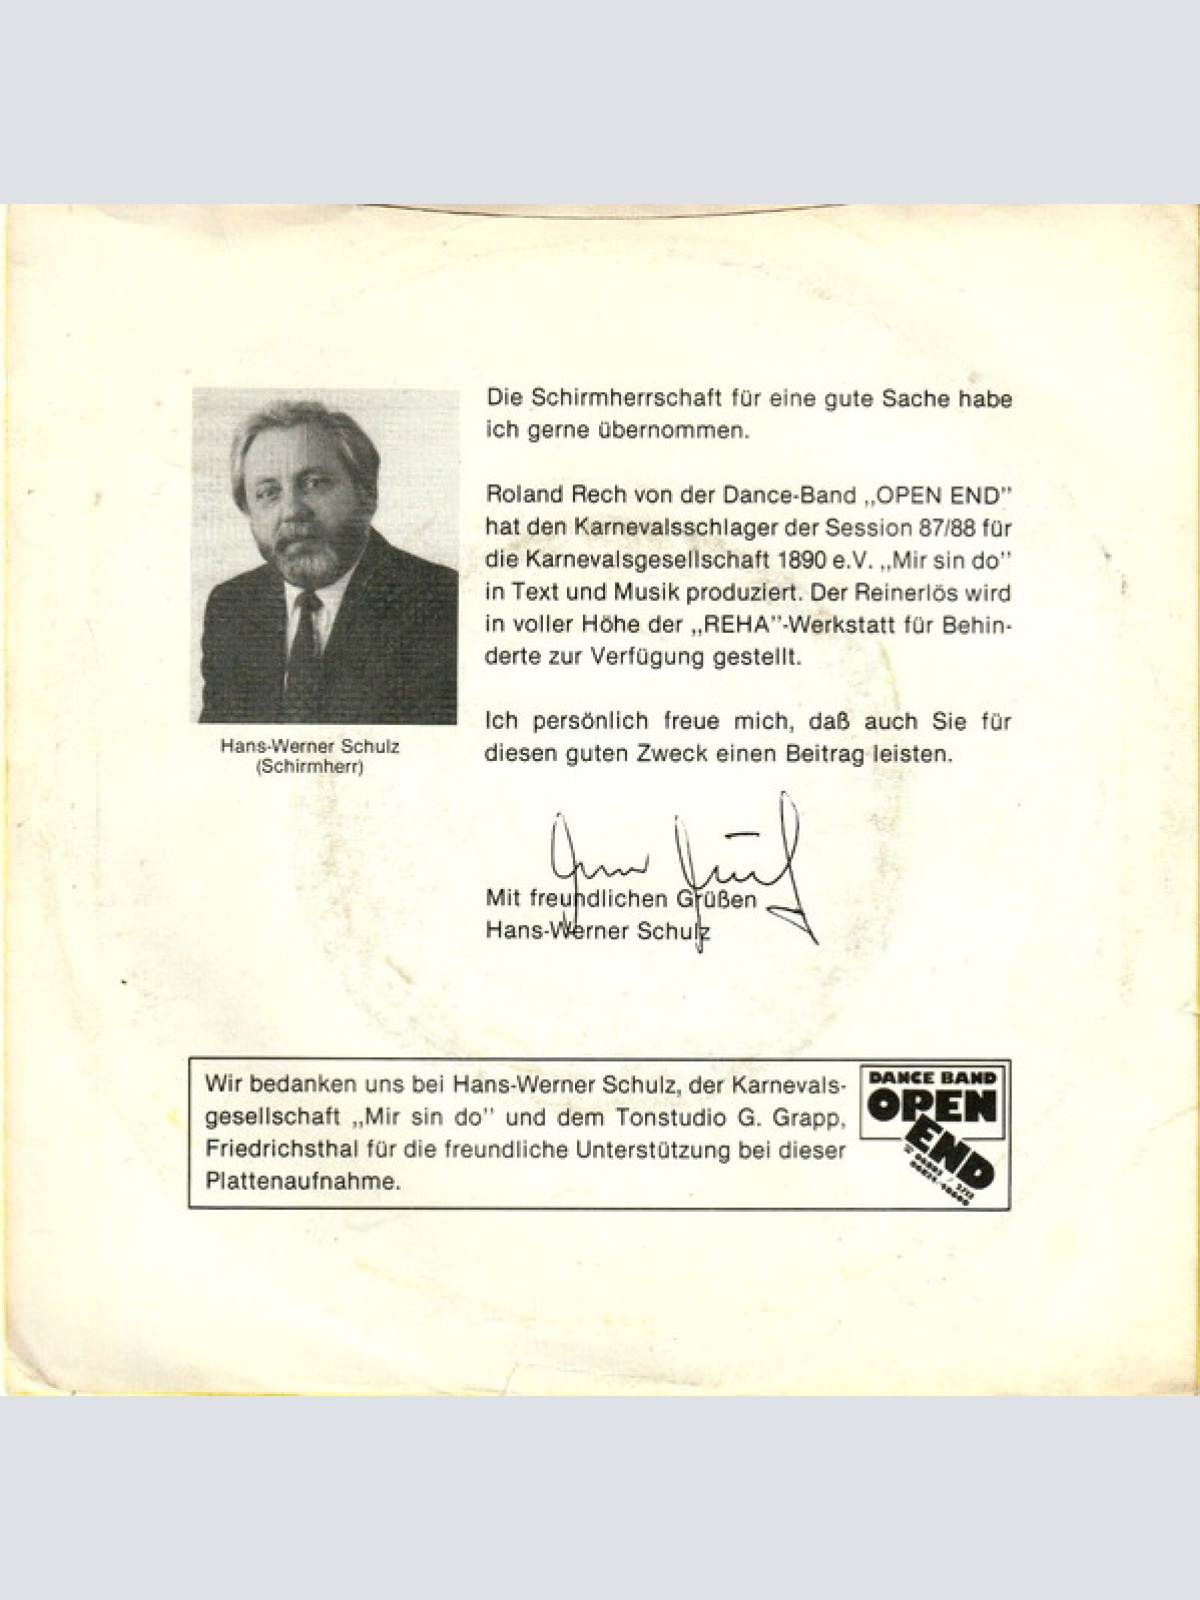 Die Schirmherrschaft für eine gute Sache habe
ich gerne übernommen.
Roland Rech von der Dance-Band „OPEN END”
hat den Karnevalsschlager der Session 87/88 für
die Karnevalsgesellschaft 1890 e.V. „Mir sin do”
in Text und Musik produziert. Der Reinerlös wird
in voller Höhe der „REHA”-Werkstatt für Behin-
derte zur Verfügung gestellt.
Ich persönlich freue mich, daß auch Sie für
diesen guten Zweck einen Beitrag leisten.
Hans-Werner Schulz
(Schirmherr)
Mit freundlichen Grüßen
Hans-Werner Schulz
Wir bedanken uns bei Hans-Werner Schulz, der Karnevals-
gesellschaft „Mir sin do” und dem Tonstudio G. Grapp,
Friedrichsthal für die freundliche Unterstützung bei dieser
Plattenaufnahme.
DANCE BAND
OPEN
END